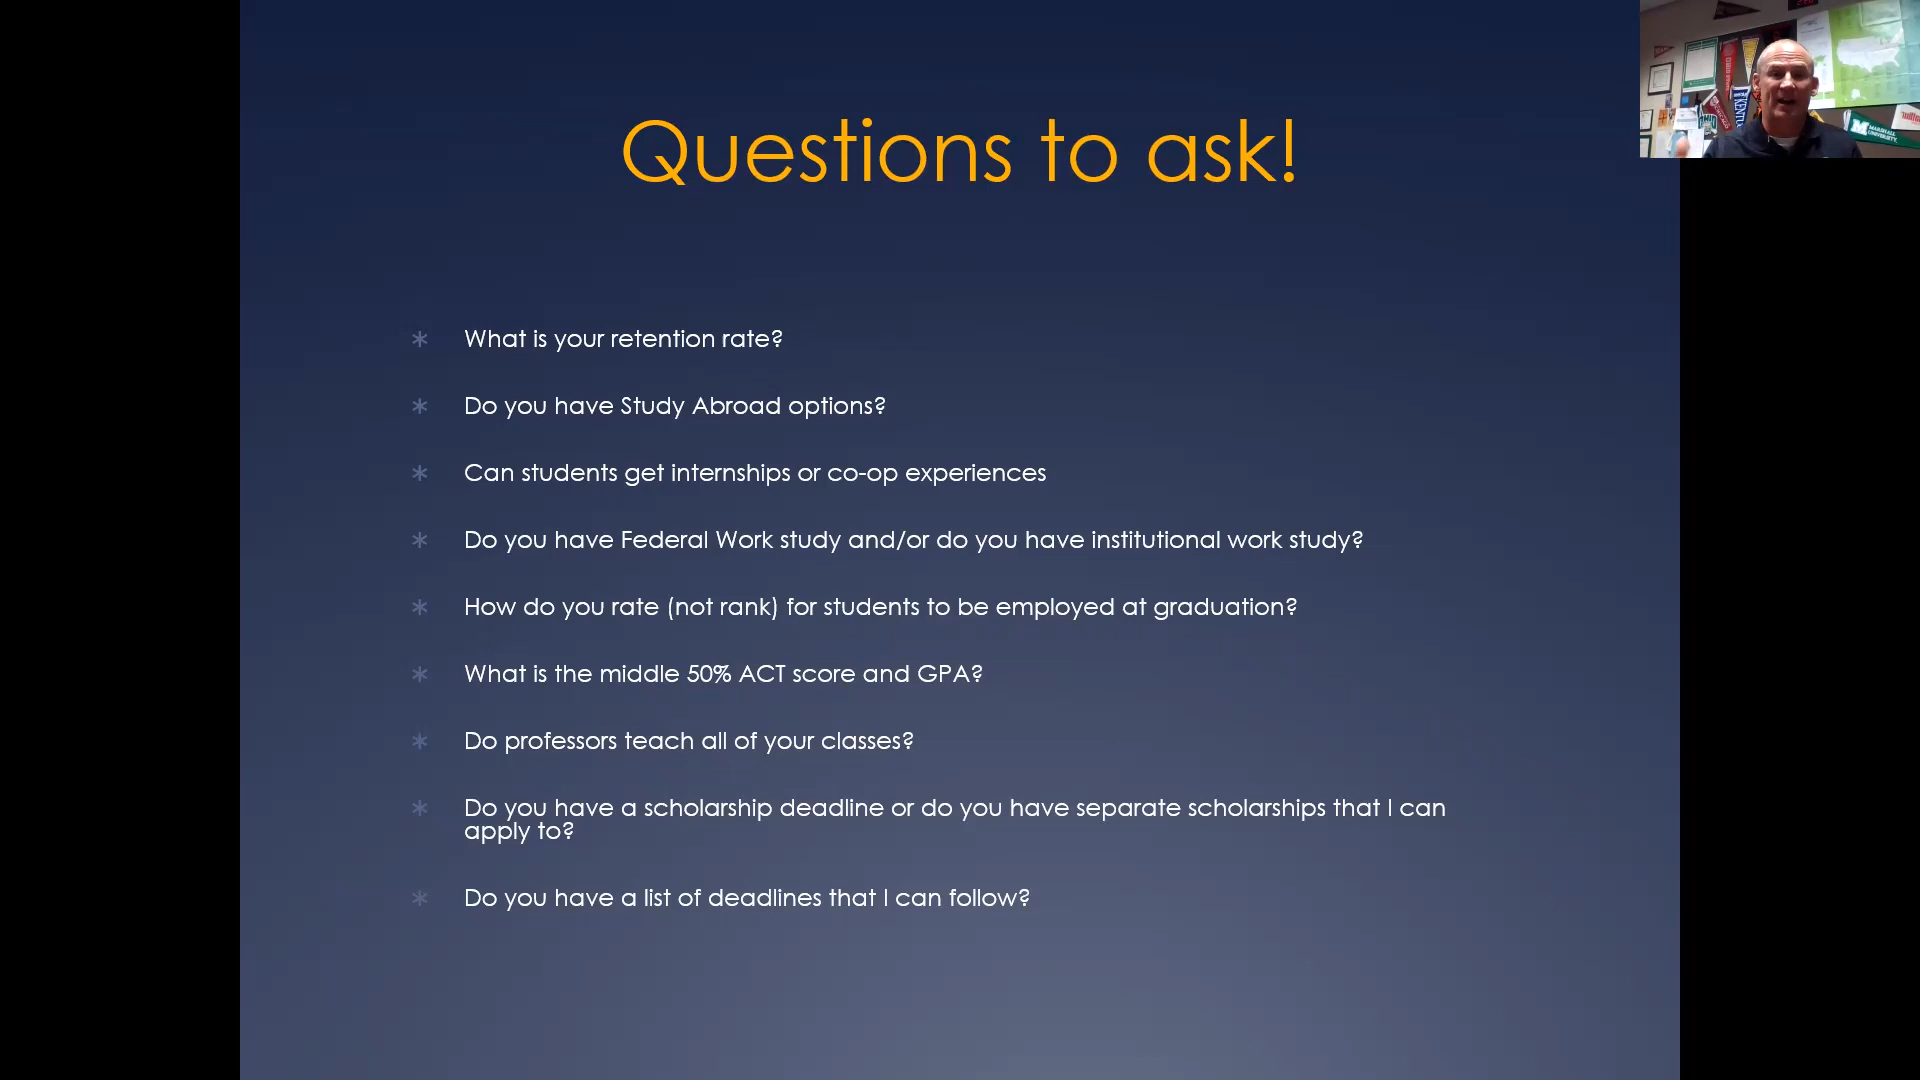 Questions to ask!
What is your retention rate?
Do you have Study Abroad options?
Can students get internships or co-op experiences
Do you have Federal Work study and/or do you have institutional work study?
How do you rate (not rank) for students to be employed at graduation?
What is the middle 50% ACT score and GPA?
Do professors teach all of your classes?
Do you have a scholarship deadline or do you have separate scholarships that I can
apply to?
Do you have a list of deadlines that I can follow?
MARSHALL
UNIVERSITY